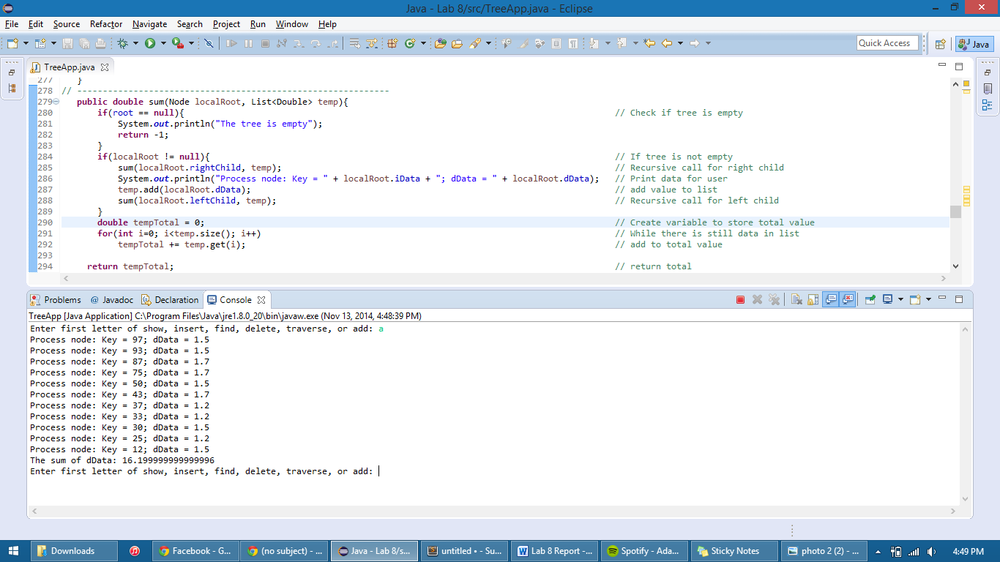 Java - Lab 8/src/TreeApp.java - Eclipse
File Edit Source Refactor Navigate Search Project Run Window Help
Quick Access
Java
TreeApp.java
277 }
278 // -------------------------------------------------------------
279 public double sum(Node localRoot, List<Double> temp){
280 if(root == null){ // Check if tree is empty
281 System.out.println("The tree is empty");
282 return -1;
283 }
284 if(localRoot != null){ // If tree is not empty
285 sum(localRoot.rightChild, temp); // Recursive call for right child
286 System.out.println("Process node: Key = " + localRoot.iData + "; dData = " + localRoot.dData); // Print data for user
287 temp.add(localRoot.dData); // add value to list
288 sum(localRoot.leftChild, temp); // Recursive call for left child
289 }
290 double tempTotal = 0; // Create variable to store total value
291 for(int i=0; i<temp.size(); i++) // While there is still data in list
292 tempTotal += temp.get(i); // add to total value
293
294 return tempTotal; // return total
Problems @ Javadoc Declaration Console
TreeApp [Java Application] C:\Program Files\Java\jre1.8.0_20\bin\javaw.exe (Nov 13, 2014, 4:48:39 PM)
Enter first letter of show, insert, find, delete, traverse, or add: a
Process node: Key = 97; dData = 1.5
Process node: Key = 93; dData = 1.5
Process node: Key = 87; dData = 1.7
Process node: Key = 75; dData = 1.7
Process node: Key = 50; dData = 1.5
Process node: Key = 43; dData = 1.7
Process node: Key = 37; dData = 1.2
Process node: Key = 33; dData = 1.2
Process node: Key = 30; dData = 1.5
Process node: Key = 25; dData = 1.2
Process node: Key = 12; dData = 1.5
The sum of dData: 16.199999999999996
Enter first letter of show, insert, find, delete, traverse, or add:
Downloads Facebook - G... (no subject) - ... Java - Lab 8/s... untitled • - Su... Lab 8 Report -... Spotify - Ada... Sticky Notes photo 2 (2) - ... 4:49 PM